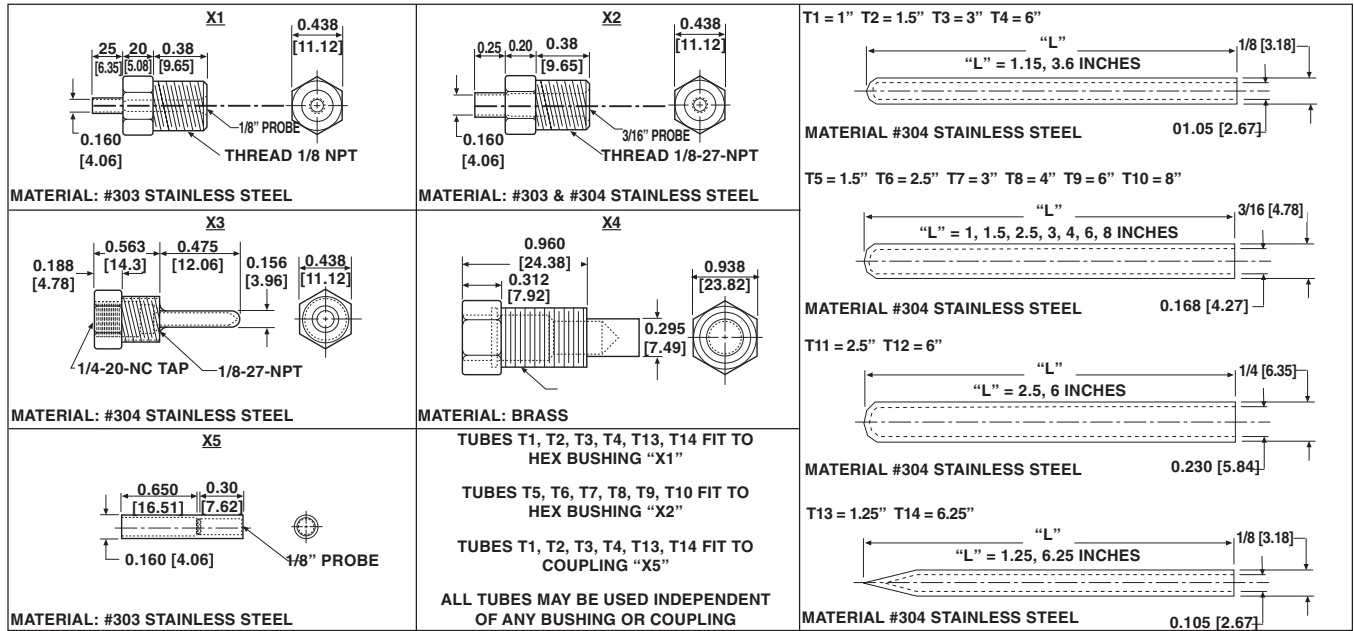 X1
0.438
[11.12]
25 20 0.38
[6.35] [5.08] [9.65]
1/8” PROBE
0.160
[4.06]
THREAD 1/8 NPT
MATERIAL: #303 STAINLESS STEEL
X2
0.438
[11.12]
0.25 0.20 0.38
[9.65]
3/16” PROBE
0.160
[4.06]
THREAD 1/8-27-NPT
MATERIAL: #303 & #304 STAINLESS STEEL
X3
0.563 0.475
[14.3] [12.06]
0.188
[4.78]
0.156
[3.96]
0.438
[11.12]
1/4-20-NC TAP
1/8-27-NPT
MATERIAL: #304 STAINLESS STEEL
X4
0.960
[24.38]
0.312
[7.92]
0.938
[23.82]
0.295
[7.49]
MATERIAL: BRASS
X5
0.650 0.30
[16.51] [7.62]
0.160 [4.06]
1/8” PROBE
MATERIAL: #303 STAINLESS STEEL
TUBES T1, T2, T3, T4, T13, T14 FIT TO
HEX BUSHING “X1”
TUBES T5, T6, T7, T8, T9, T10 FIT TO
HEX BUSHING “X2”
TUBES T1, T2, T3, T4, T13, T14 FIT TO
COUPLING “X5”
ALL TUBES MAY BE USED INDEPENDENT
OF ANY BUSHING OR COUPLING
T1 = 1” T2 = 1.5” T3 = 3” T4 = 6”
“L”
1/8 [3.18]
“L” = 1.15, 3.6 INCHES
MATERIAL #304 STAINLESS STEEL
01.05 [2.67]
T5 = 1.5” T6 = 2.5” T7 = 3” T8 = 4” T9 = 6” T10 = 8”
“L”
3/16 [4.78]
“L” = 1, 1.5, 2.5, 3, 4, 6, 8 INCHES
MATERIAL #304 STAINLESS STEEL
0.168 [4.27]
T11 = 2.5” T12 = 6”
“L”
1/4 [6.35]
“L” = 2.5, 6 INCHES
MATERIAL #304 STAINLESS STEEL
0.230 [5.84]
T13 = 1.25” T14 = 6.25”
“L”
1/8 [3.18]
“L” = 1.25, 6.25 INCHES
MATERIAL #304 STAINLESS STEEL
0.105 [2.67]